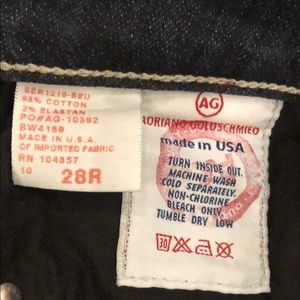 SER1210-BBU
98% COTTON
2% ELASTAN
PO#AG-10392
BW4159
MADE IN U.S.A.
OF IMPORTED FABRIC
RN 104857
10
28R
AG
ADRIANO GOLDSCHMIED
made in USA
TURN INSIDE OUT.
MACHINE WASH
COLD SEPARATELY.
NON-CHLORINE
BLEACH ONLY.
TUMBLE DRY LOW
30